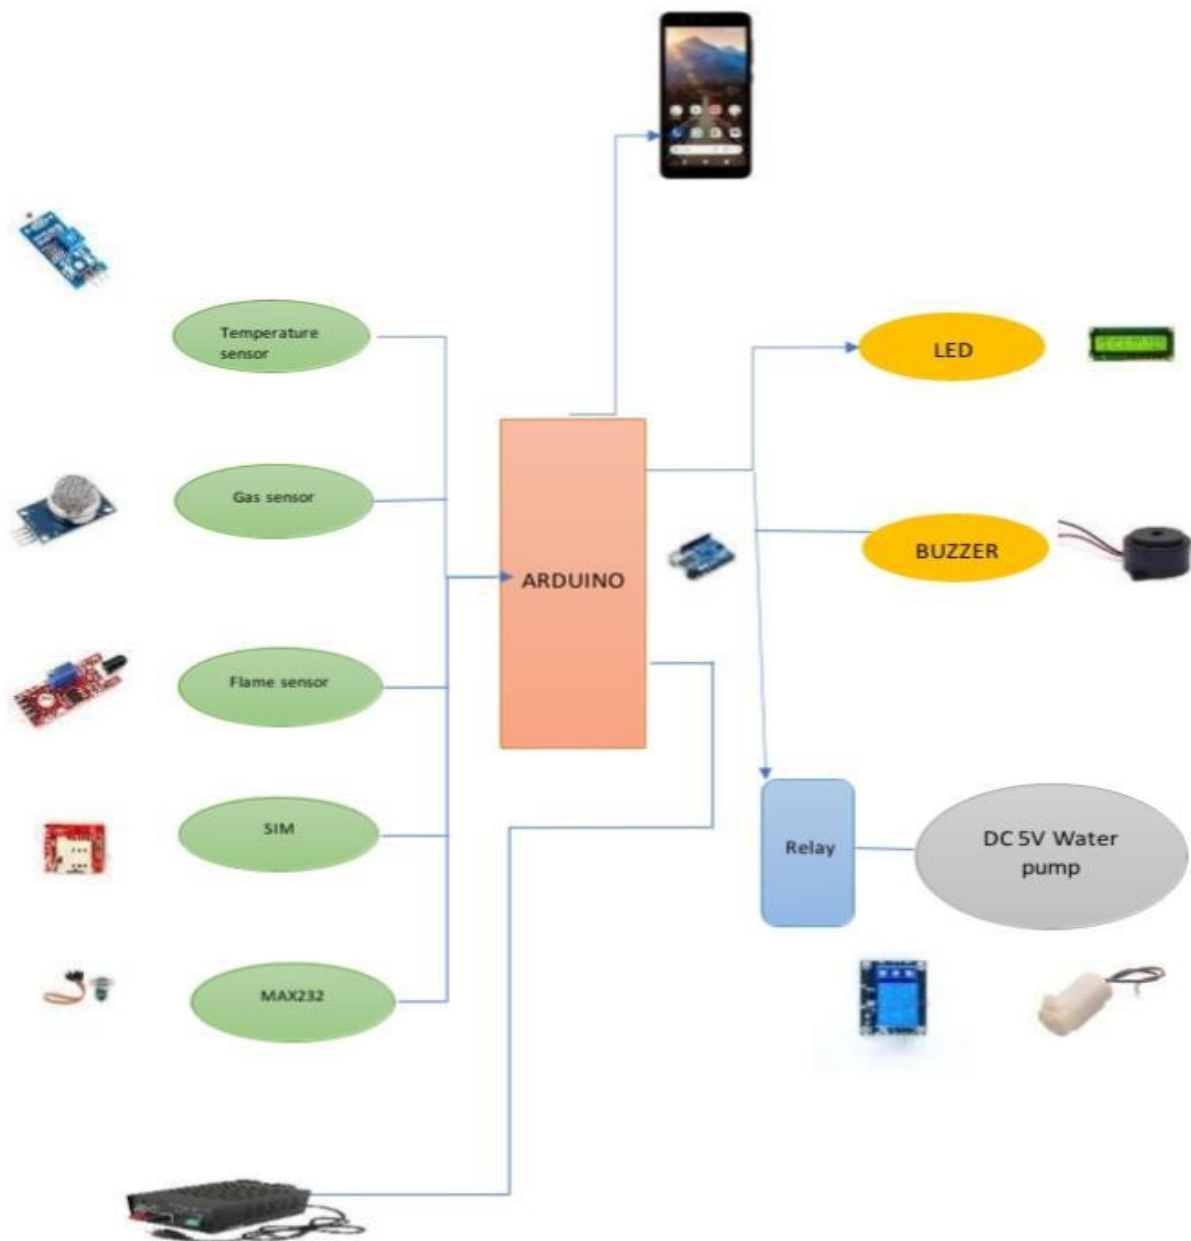 Temperature
sensor
LED
Gas sensor
BUZZER
ARDUINO
Flame sensor
SIM
Relay
DC 5V Water
pump
MAX232